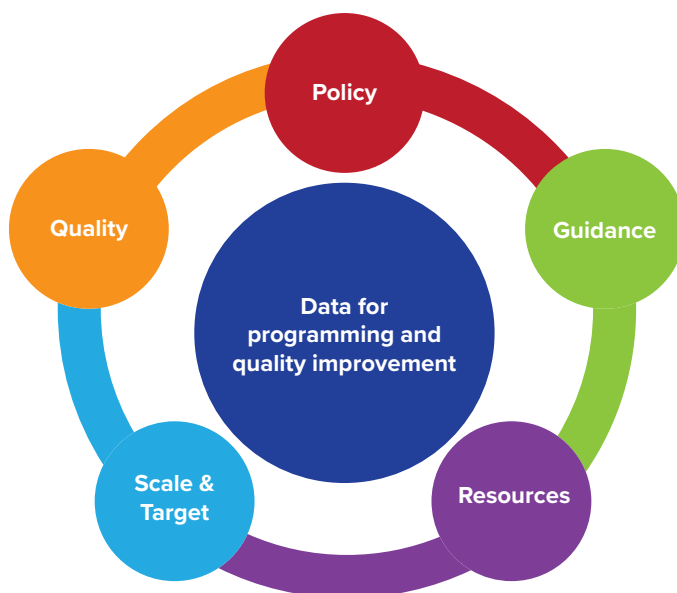 Policy
Quality
Guidance
Data for
programming and
quality improvement
Scale &
Target
Resources